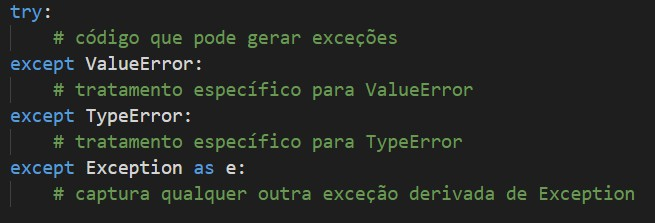 try:
    # código que pode gerar exceções
except ValueError:
    # tratamento específico para ValueError
except TypeError:
    # tratamento específico para TypeError
except Exception as e:
    # captura qualquer outra exceção derivada de Exception